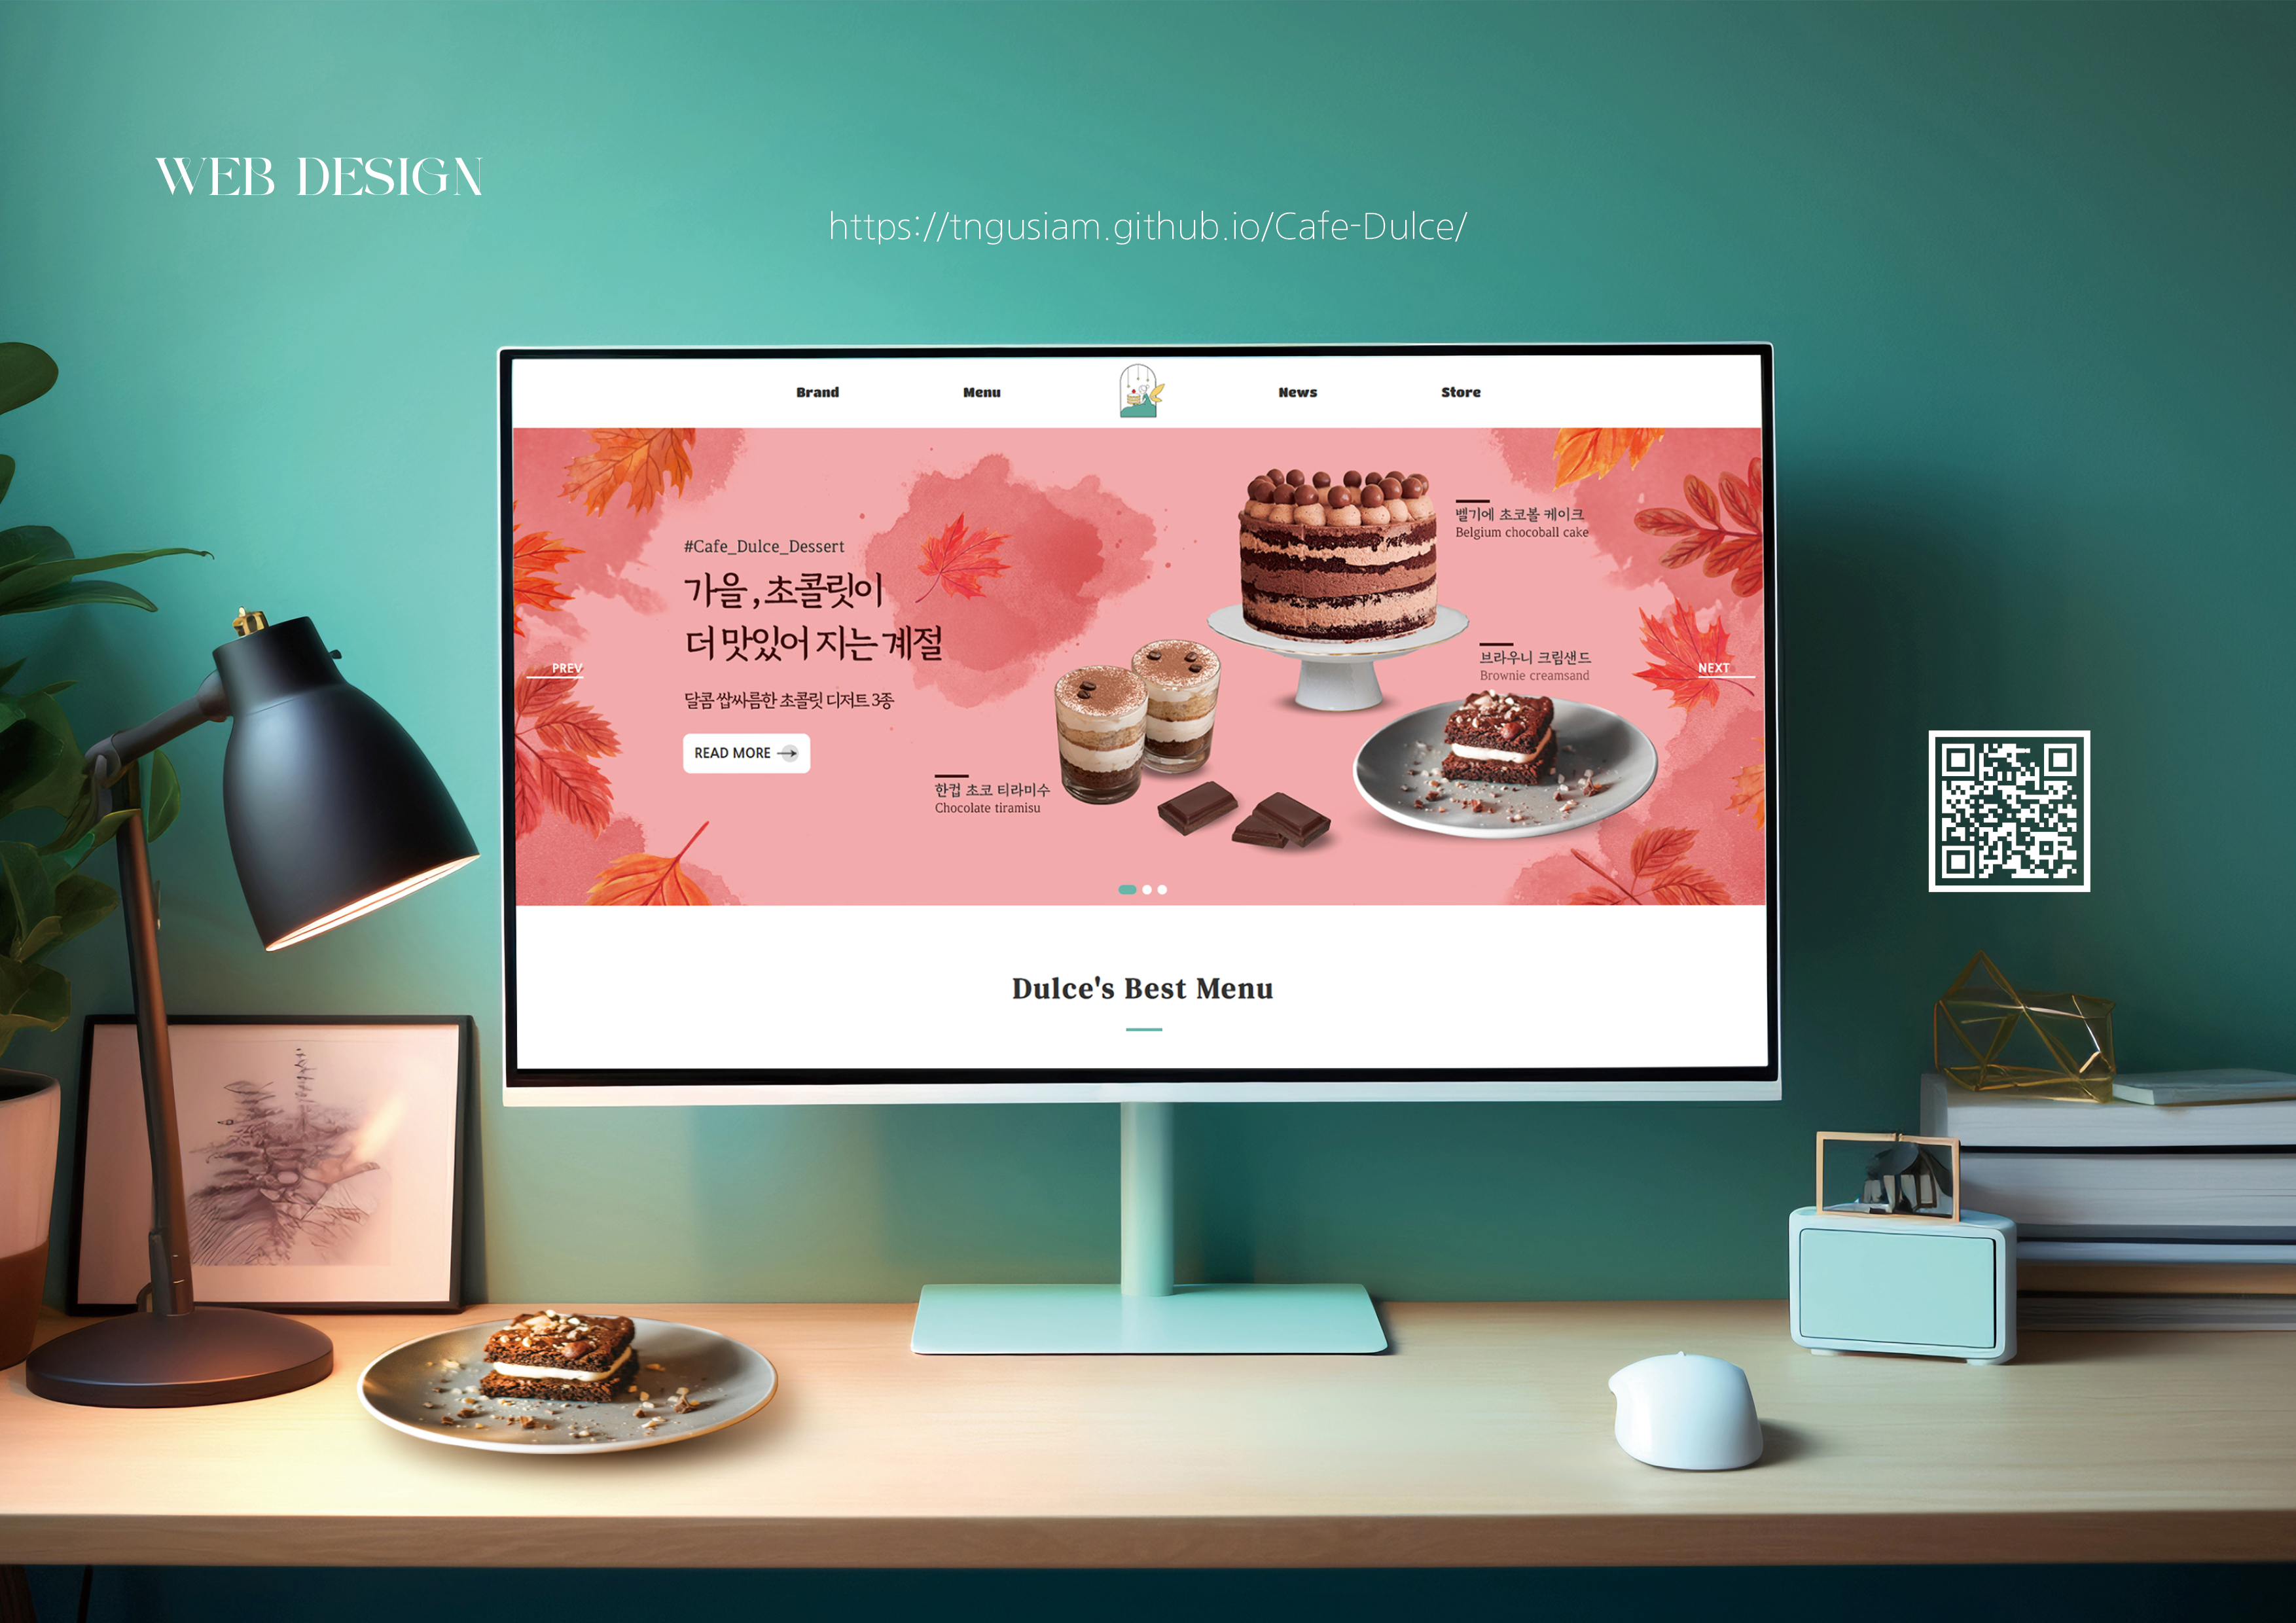 WEB DESIGN
https://tngusiam.github.io/Cafe-Dulce/
Brand
Menu
News
Store
#Cafe_Dulce_Dessert
가을, 초콜릿이
더 맛있어 지는 계절
달콤 쌉싸름한 초콜릿 디저트 3종
READ MORE
PREV
NEXT
벨기에 초코볼 케이크
Belgium chocoball cake
브라우니 크림샌드
Brownie creamsand
한컵 초코 티라미수
Chocolate tiramisu
Dulce's Best Menu